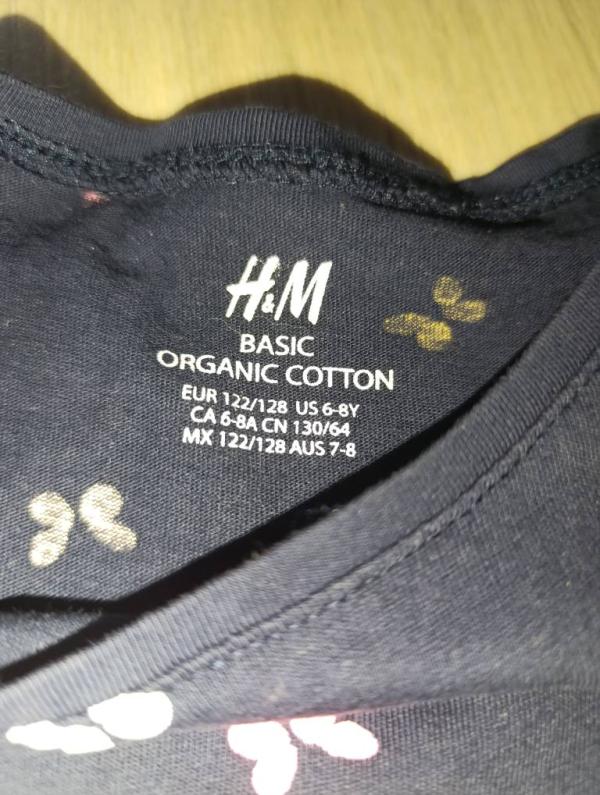 H&M
BASIC
ORGANIC COTTON
EUR 122/128 US 6-8Y
CA 6-8A CN 130/64
MX 122/128 AUS 7-8